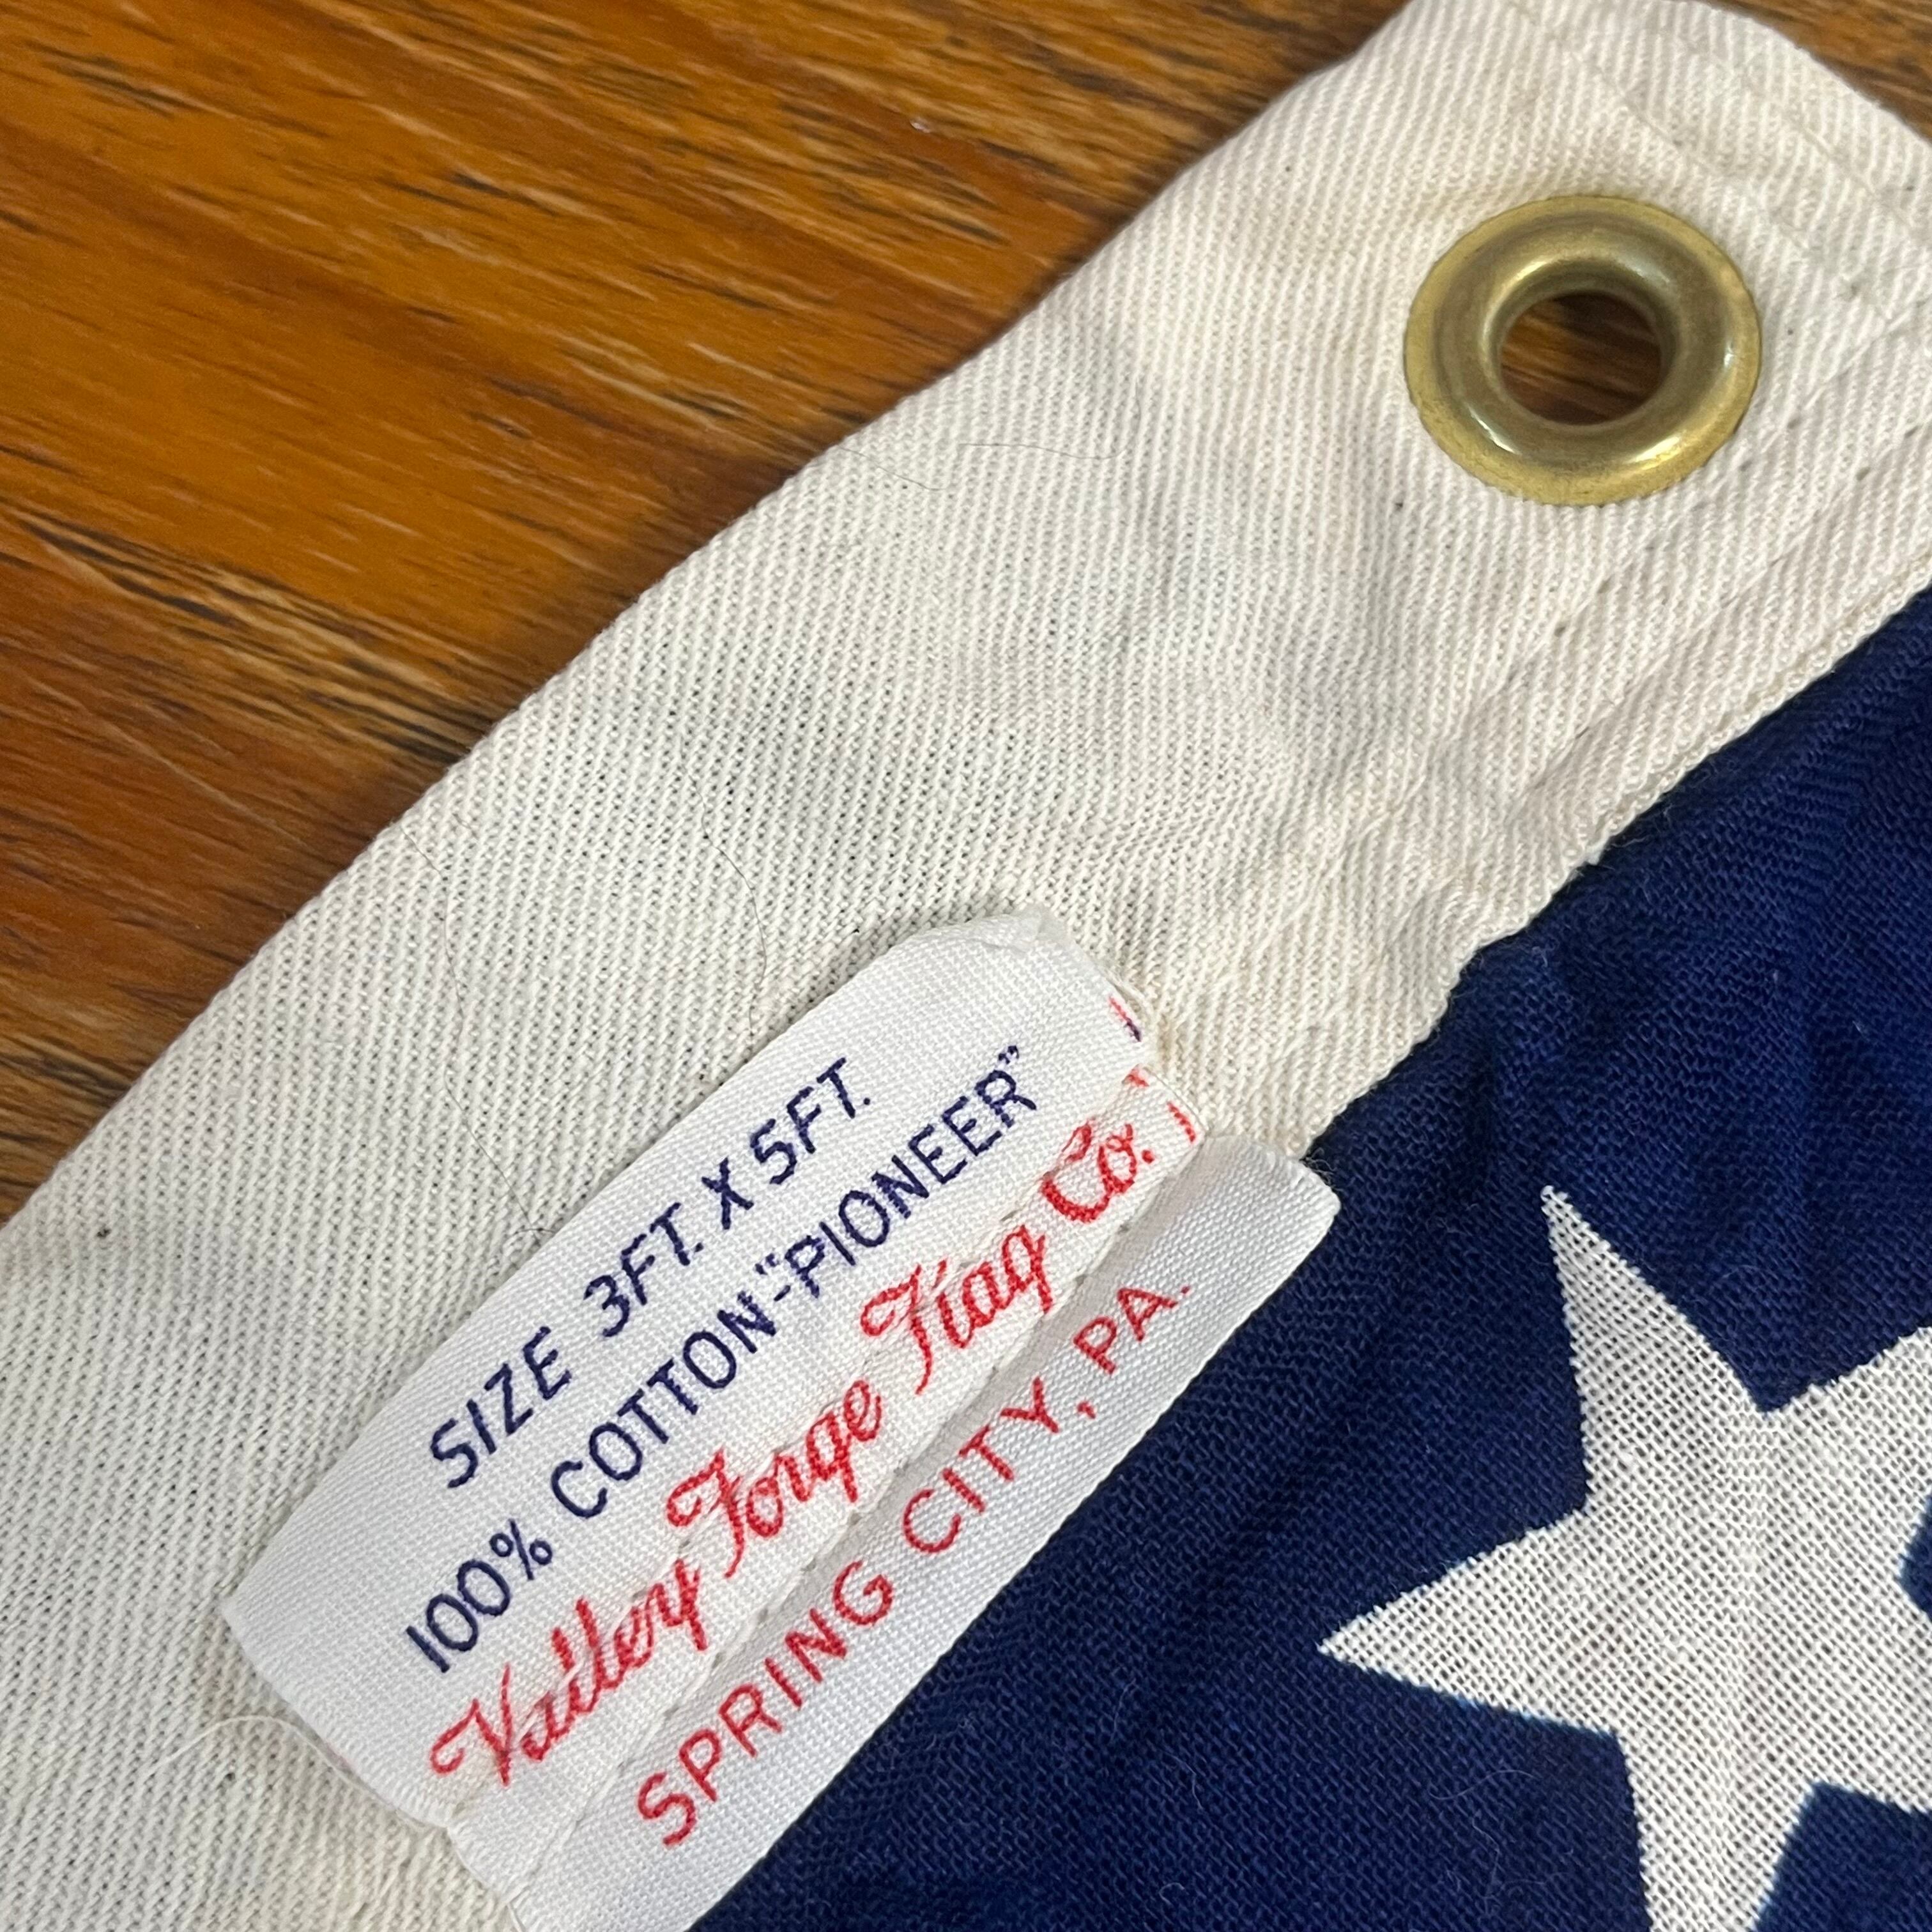 SIZE 3FT. X 5FT.
100% COTTON-"PIONEER"
Valley Forge Flag Co.
SPRING CITY, PA.